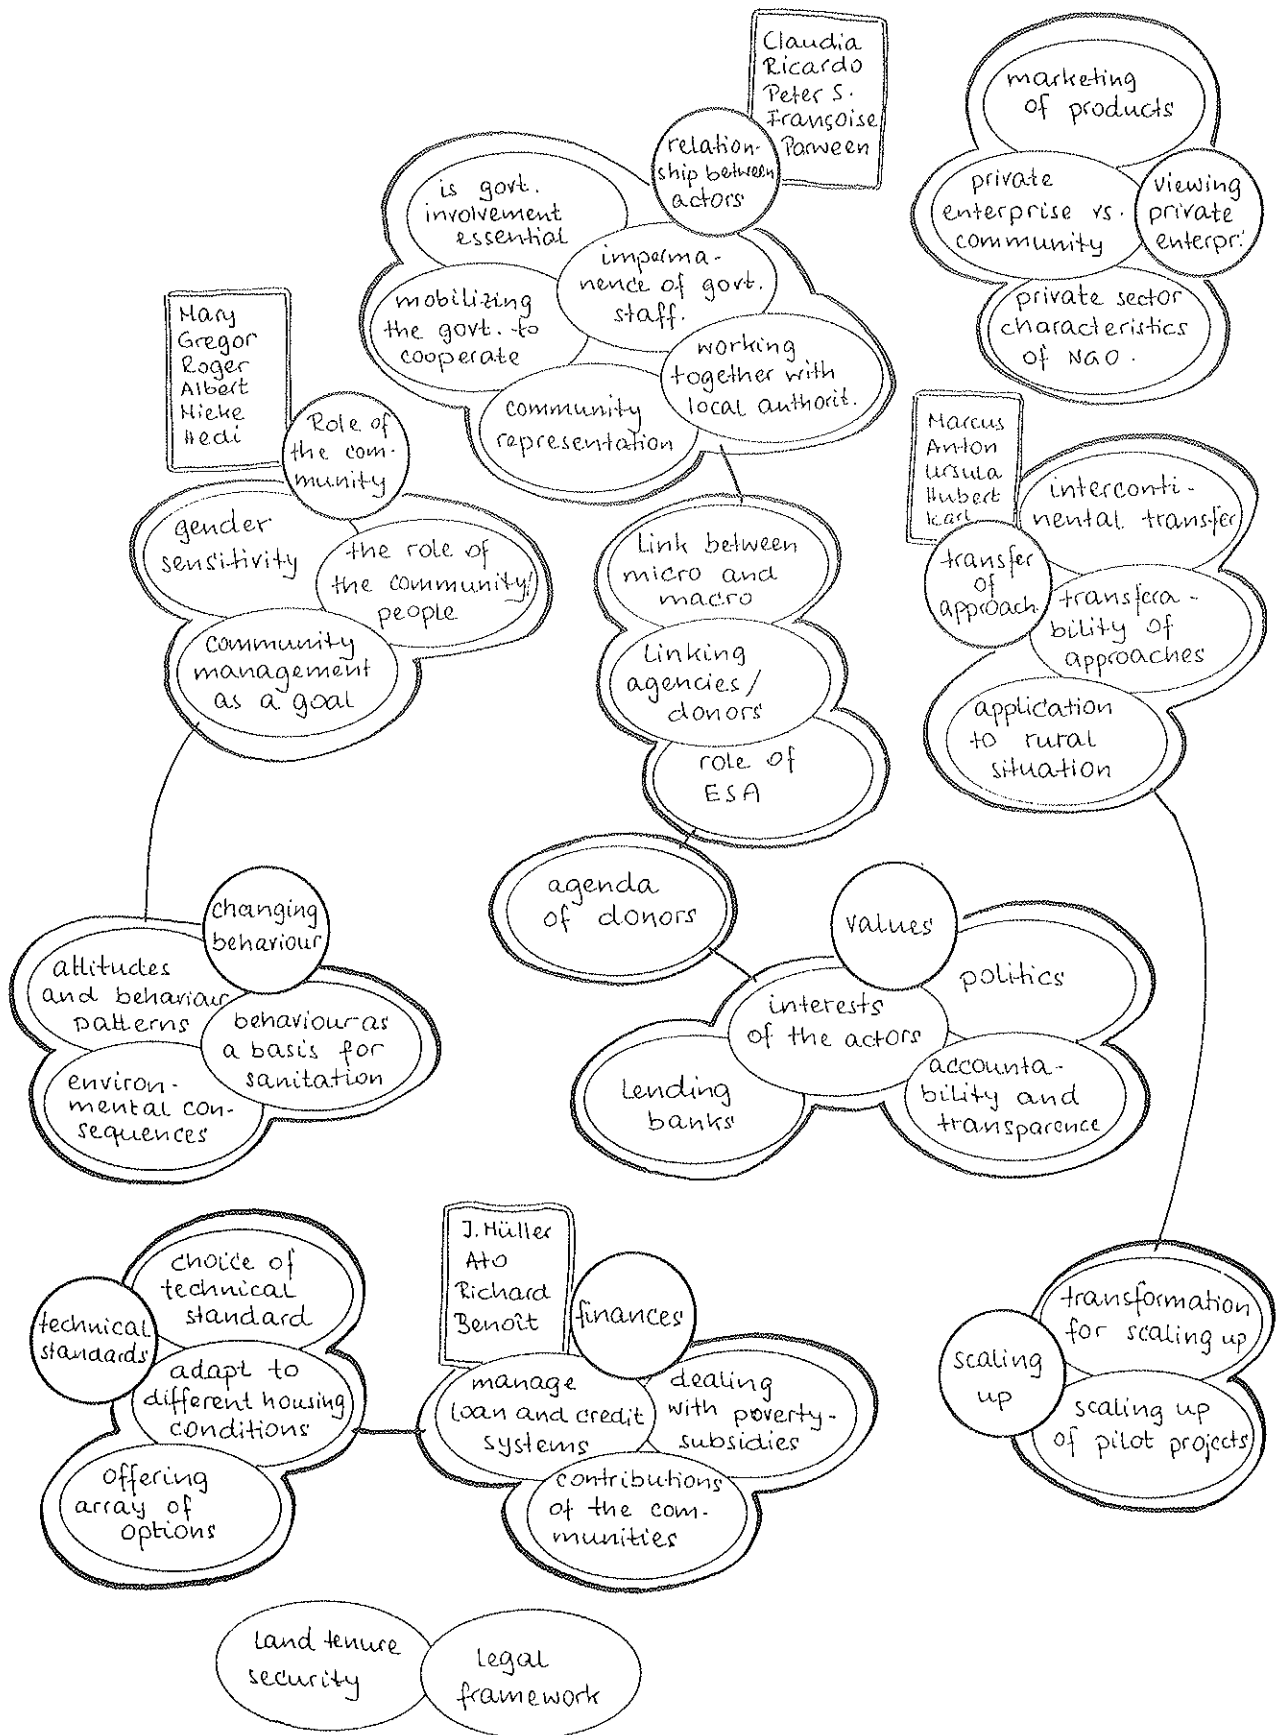 Claudia
Ricardo
Peter S.
Françoise
Parween
relation-
ship between
actors
is govt.
involvement
essential
imperma-
nence of govt.
staff.
mobilizing
the govt. to
cooperate
working
together with
local authorit.
community
representation
marketing
of products
private
enterprise vs.
community
viewing
private
enterpr.
private sector
characteristics
of NGO.
Mary
Gregor
Roger
Albert
Mieke
Hedi
Role of
the com-
munity
gender
sensitivity
the role of
the community/
people
community
management
as a goal
Link between
micro and
macro
Linking
agencies/
donors
role of
ESA
Marcus
Anton
Ursula
Hubert
Karl
transfer
of
approach
interconti-
nental transfer
transfera-
bility of
approaches
application
to rural
situation
agenda
of donors
values
politics
interests
of the actors
lending
banks
accounta-
bility and
transparence
changing
behaviour
attitudes
and behaviour
patterns
behaviour as
a basis for
sanitation
environ-
mental con-
sequences
technical
standards
choice of
technical
standard
adapt to
different housing
conditions
offering
array of
options
J. Müller
Ato
Richard
Benoît
finances
manage
loan and credit
systems
dealing
with poverty-
subsidies
contributions
of the com-
munities
scaling
up
transformation
for scaling up
scaling up
of pilot projects
land tenure
security
legal
framework